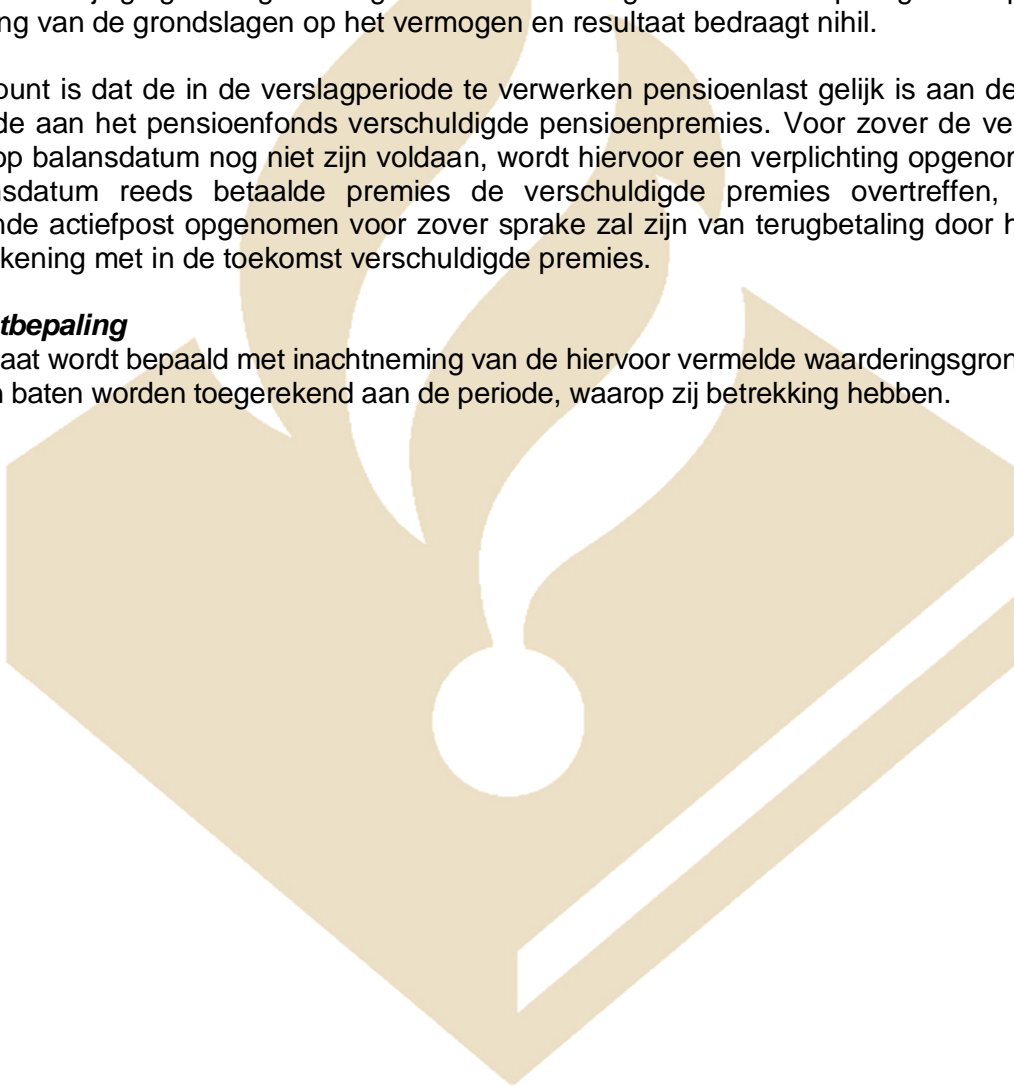 ng van de grondslagen op het vermogen en resultaat bedraagt nihil.
ount is dat de in de verslagperiode te verwerken pensioenlast gelijk is aan de
de aan het pensioenfonds verschuldigde pensioenpremies. Voor zover de ve
op balansdatum nog niet zijn voldaan, wordt hiervoor een verplichting opgenor
nsdatum reeds betaalde premies de verschuldigde premies overtreffen,
nde actiefpost opgenomen voor zover sprake zal zijn van terugbetaling door h
kening met in de toekomst verschuldigde premies.
tbepaling
aat wordt bepaald met inachtneming van de hiervoor vermelde waarderingsgron
n baten worden toegerekend aan de periode, waarop zij betrekking hebben.